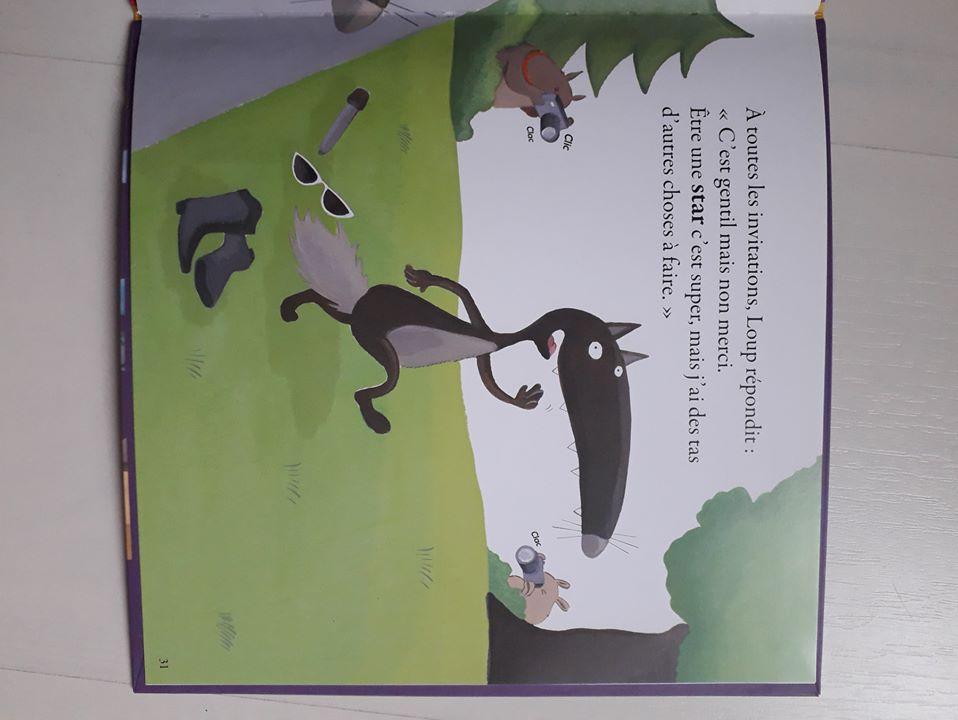 À toutes les invitations, Loup répondit :
« C'est gentil mais non merci.
Être une star c'est super, mais j'ai des tas
d'autres choses à faire. »
Clic
Clac
Clac
31